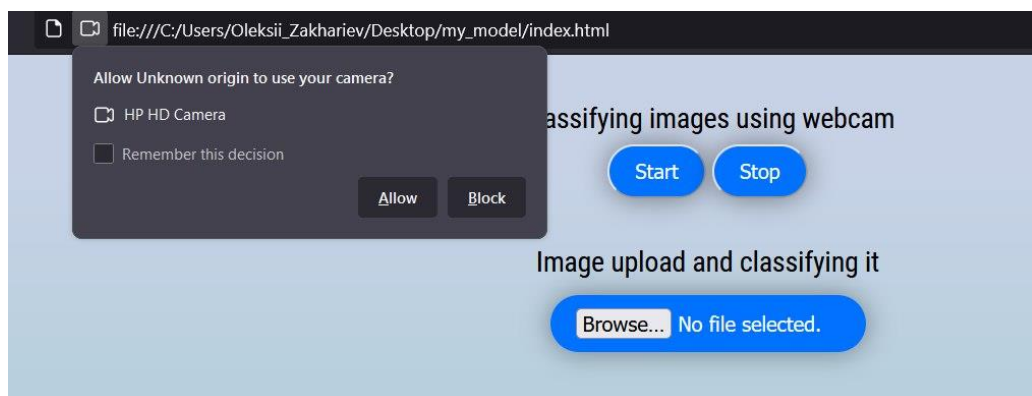 file:///C:/Users/Oleksii_Zakhariev/Desktop/my_model/index.html
Allow Unknown origin to use your camera?
HP HD Camera
Remember this decision
Allow Block
assifying images using webcam
Start Stop
Image upload and classifying it
Browse... No file selected.